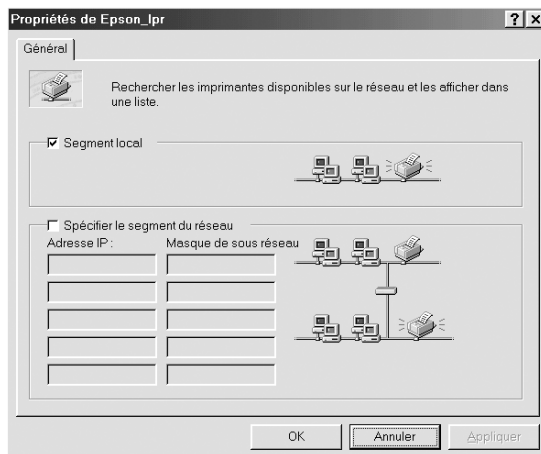 Propriétés de Epson_lpr
? ×
Général
Rechercher les imprimantes disponibles sur le réseau et les afficher dans
une liste.
Segment local
Spécifier le segment du réseau
Adresse IP :
Masque de sous réseau
OK
Annuler
Appliquer